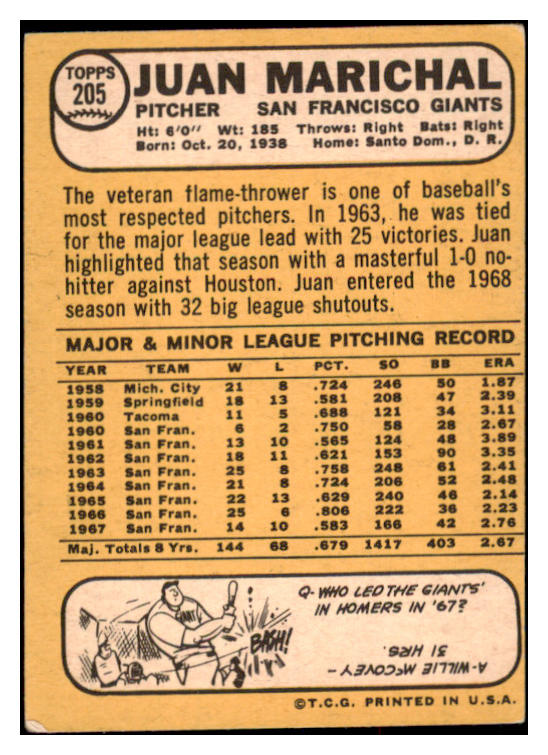 TOPPS
205
JUAN MARICHAL
PITCHER SAN FRANCISCO GIANTS
Ht: 6'0" Wt: 185 Throws: Right Bats: Right
Born: Oct. 20, 1938 Home: Santo Dom., D. R.
The veteran flame-thrower is one of baseball's
most respected pitchers. In 1963, he was tied
for the major league lead with 25 victories. Juan
highlighted that season with a masterful 1-0 no-
hitter against Houston. Juan entered the 1968
season with 32 big league shutouts.
MAJOR & MINOR LEAGUE PITCHING RECORD
YEAR TEAM W L PCT. SO BB ERA
1958 Mich. City 21 8 .724 246 50 1.87
1959 Springfield 18 13 .581 208 47 2.39
1960 Tacoma 11 5 .688 121 34 3.11
1960 San Fran. 6 2 .750 58 28 2.67
1961 San Fran. 13 10 .565 124 48 3.89
1962 San Fran. 18 11 .621 153 90 3.35
1963 San Fran. 25 8 .758 248 61 2.41
1964 San Fran. 21 8 .724 206 52 2.48
1965 San Fran. 22 13 .629 240 46 2.14
1966 San Fran. 25 6 .806 222 36 2.23
1967 San Fran. 14 10 .583 166 42 2.76
Maj. Totals 8 Yrs. 144 68 .679 1417 403 2.67
GIANTS
BASH!
Q- WHO LED THE GIANTS'
IN HOMERS IN '67?
A-WILLIE McCOVEY-
31 HRS.
©T.C.G. PRINTED IN U.S.A.